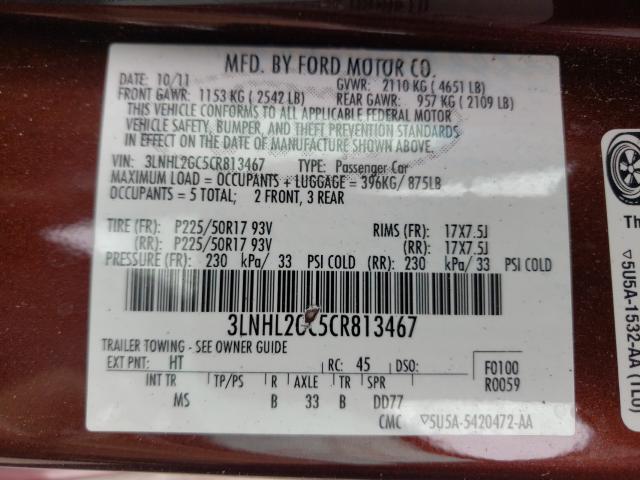 MFD. BY FORD MOTOR CO.
DATE: 10/11 GVWR: 2110 KG ( 4651 LB)
FRONT GAWR: 1153 KG ( 2542 LB) REAR GAWR: 957 KG ( 2109 LB)
THIS VEHICLE CONFORMS TO ALL APPLICABLE FEDERAL MOTOR
VEHICLE SAFETY, BUMPER, AND THEFT PREVENTION STANDARDS
IN EFFECT ON THE DATE OF MANUFACTURE SHOWN ABOVE.
VIN: 3LNHL2GC5CR813467 TYPE: Passenger Car
MAXIMUM LOAD = OCCUPANTS + LUGGAGE = 396KG/ 875LB
OCCUPANTS = 5 TOTAL; 2 FRONT, 3 REAR
TIRE (FR): P225/50R17 93V RIMS (FR): 17X7.5J
(RR): P225/50R17 93V (RR): 17X7.5J
PRESSURE (FR): 230 kPa/ 33 PSI COLD (RR): 230 kPa/33 PSI COLD
3LNHL2GC5CR813467
TRAILER TOWING - SEE OWNER GUIDE
EXT PNT: HT RC: 45 DSO: F0100
R0059
INT TR TP/PS R AXLE TR SPR
MS B 33 B DD77
CMC ▽5U5A-5420472-AA
▽5U5A-1532-AA (TLU)